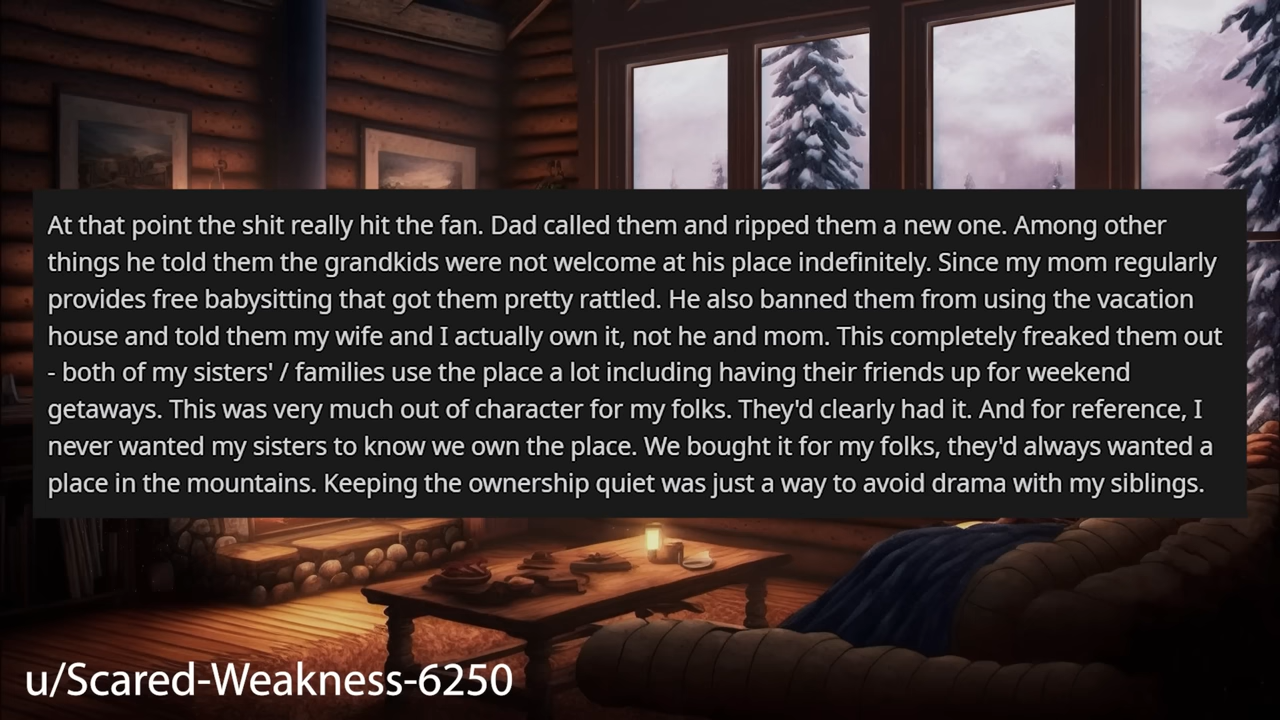 At that point the shit really hit the fan. Dad called them and ripped them a new one. Among other
things he told them the grandkids were not welcome at his place indefinitely. Since my mom regularly
provides free babysitting that got them pretty rattled. He also banned them from using the vacation
house and told them my wife and I actually own it, not he and mom. This completely freaked them out
- both of my sisters' / families use the place a lot including having their friends up for weekend
getaways. This was very much out of character for my folks. They'd clearly had it. And for reference, I
never wanted my sisters to know we own the place. We bought it for my folks, they'd always wanted a
place in the mountains. Keeping the ownership quiet was just a way to avoid drama with my siblings.
u/Scared-Weakness-6250